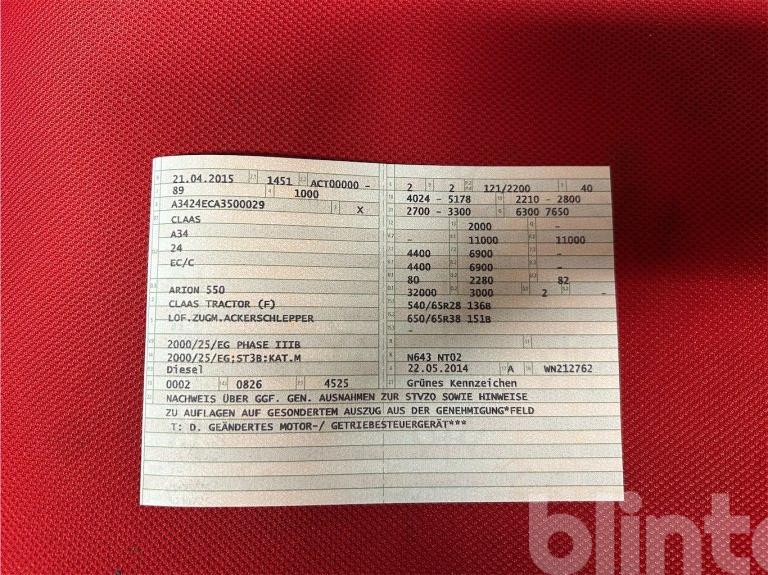 21.04.2015 1451 ACT00000 -
89 1000
A3424ECA3500029 X
CLAAS
A34
24
EC/C
ARION 550
CLAAS TRACTOR (F)
LOF.ZUGM.ACKERSCHLEPPER
2000/25/EG PHASE IIIB
2000/25/EG;ST3B:KAT.M
Diesel
0002 0826 4525
2 2 121/2200 40
4024 - 5178 2210 - 2800
2700 - 3300 6300 7650
2000 -
- 11000 11000
4400 6900 -
4400 6900 -
80 2280 82
32000 3000 2 -
540/65R28 136B
650/65R38 151B
-
N643 NT02
22.05.2014 A WN212762
Grünes Kennzeichen
NACHWEIS ÜBER GGF. GEN. AUSNAHMEN ZUR STVZO SOWIE HINWEISE
ZU AUFLAGEN AUF GESONDERTEM AUSZUG AUS DER GENEHMIGUNG*FELD
T: D. GEÄNDERTES MOTOR-/ GETRIEBESTEUERGERÄT***